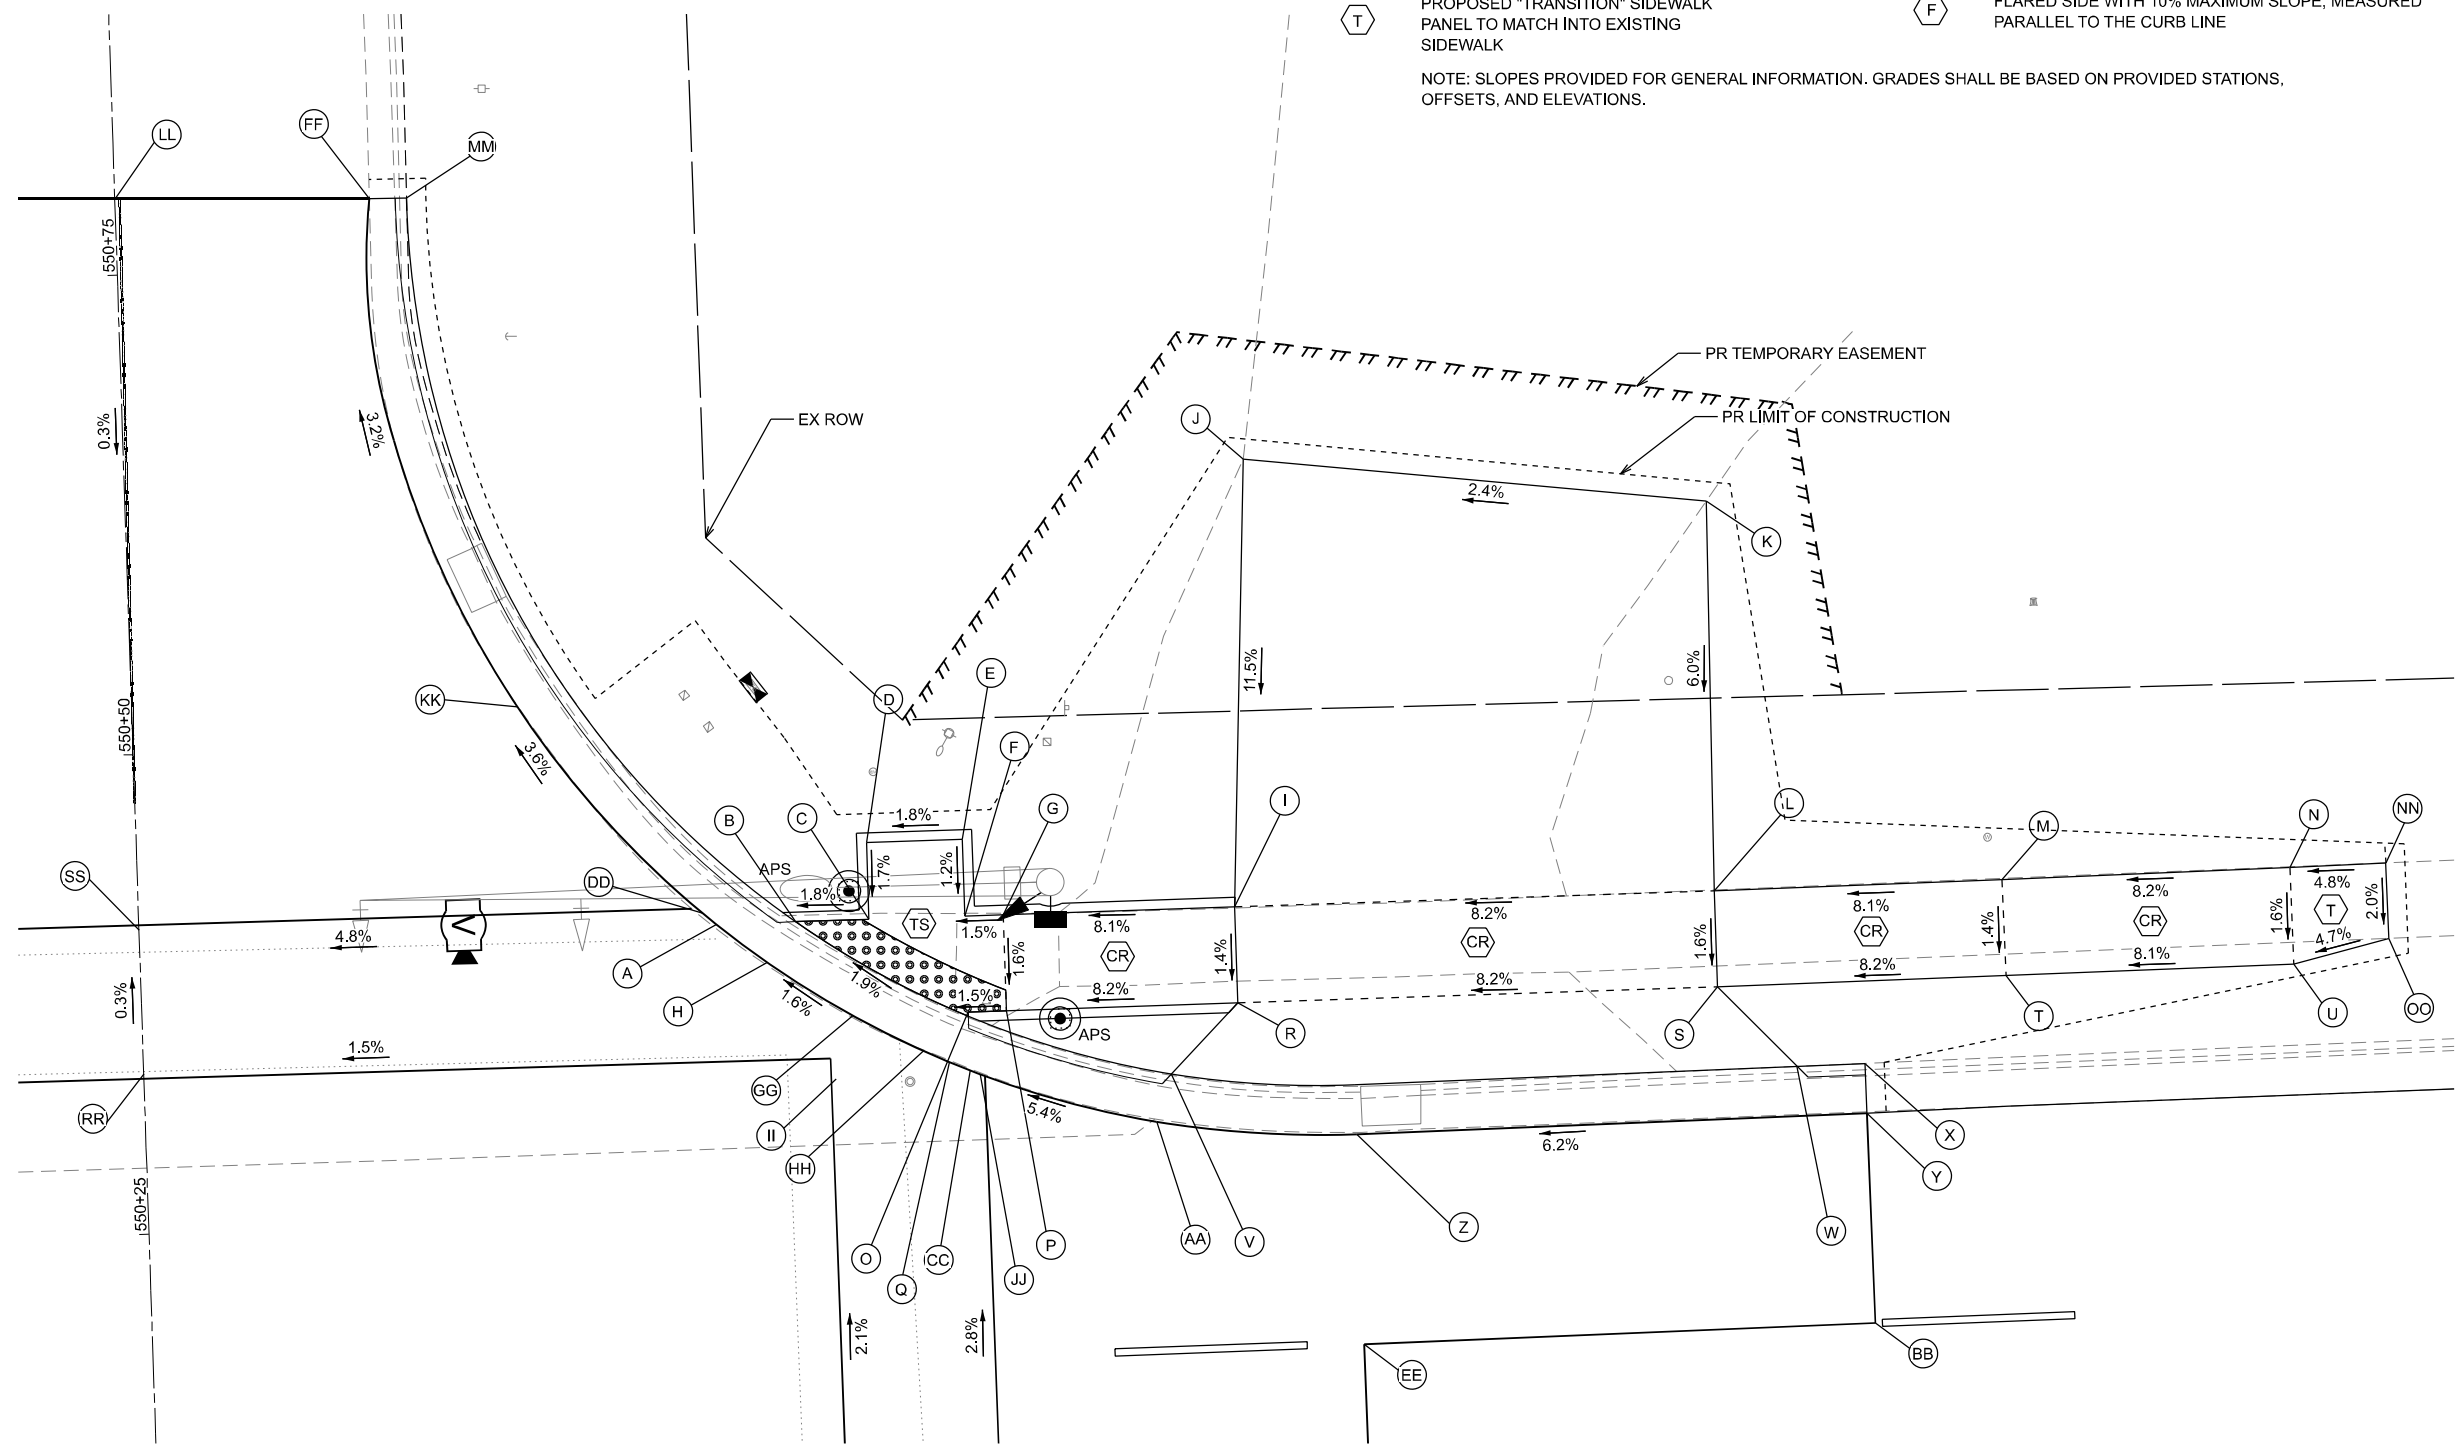 PROPOSED "TRANSITION" SIDEWALK
PANEL TO MATCH INTO EXISTING
SIDEWALK
T
FLARED SIDE WITH 10% MAXIMUM SLOPE, MEASURED
PARALLEL TO THE CURB LINE
F
NOTE: SLOPES PROVIDED FOR GENERAL INFORMATION. GRADES SHALL BE BASED ON PROVIDED STATIONS,
OFFSETS, AND ELEVATIONS.
LL
FF
MM
550+75
PR TEMPORARY EASEMENT
PR LIMIT OF CONSTRUCTION
EX ROW
J
0.3%
3.2%
2.4%
K
11.5%
6.0%
E
D
KK
550+50
F
3.6%
G
I
L
M
N
NN
B
C
1.8%
APS
1.7%
1.2%
1.8%
SS
DD
4.8%
TS
1.5%
8.1%
CR
8.2%
CR
8.1%
CR
8.2%
CR
4.8%
T
2.0%
1.6%
1.4%
1.6%
1.4%
1.6%
4.7%
A
1.9%
1.5%
8.2%
8.2%
8.2%
8.1%
H
1.6%
APS
R
S
T
U
OO
0.3%
1.5%
GG
5.4%
RR
II
HH
6.2%
X
Y
550+25
O
Q
CC
JJ
P
AA
V
Z
W
2.1%
2.8%
EE
BB